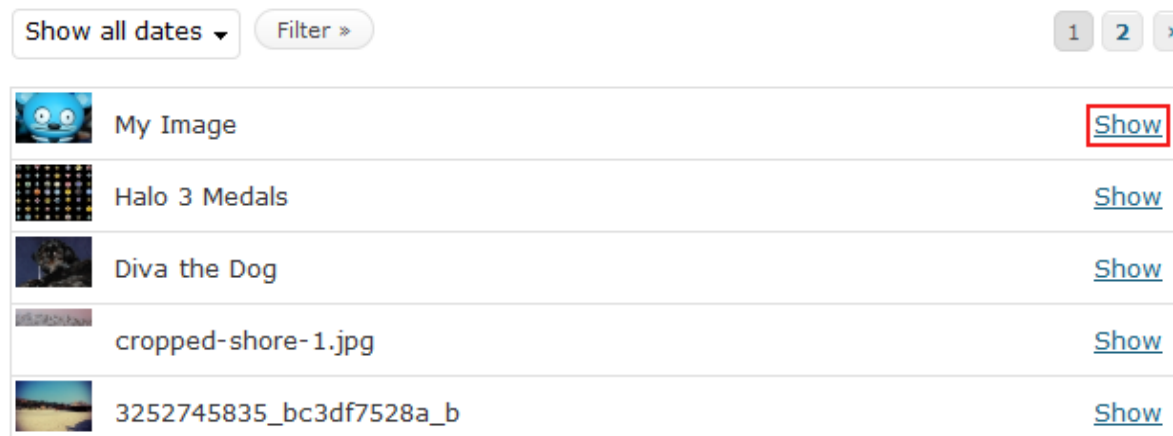 Show all dates Filter » 1 2 »
My Image Show
Halo 3 Medals Show
Diva the Dog Show
cropped-shore-1.jpg Show
3252745835_bc3df7528a_b Show